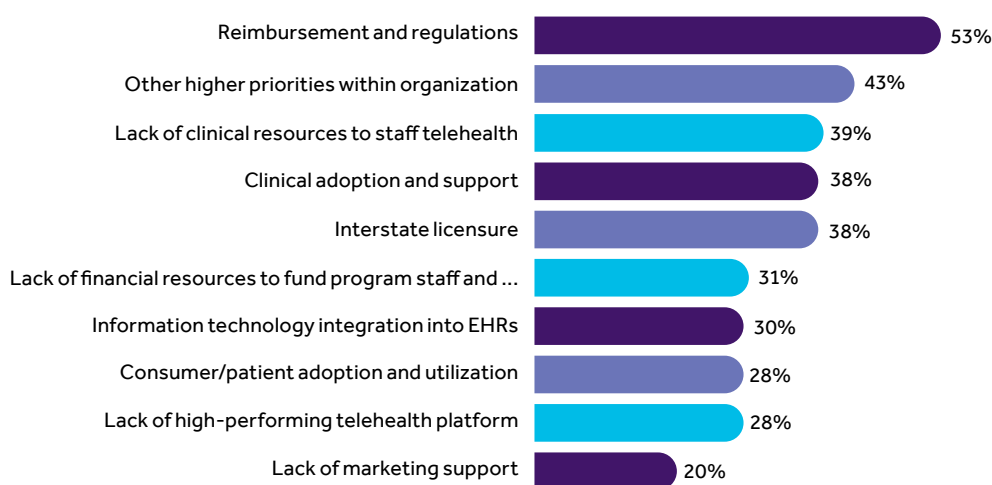 Reimbursement and regulations 53%
Other higher priorities within organization 43%
Lack of clinical resources to staff telehealth 39%
Clinical adoption and support 38%
Interstate licensure 38%
Lack of financial resources to fund program staff and ... 31%
Information technology integration into EHRs 30%
Consumer/patient adoption and utilization 28%
Lack of high-performing telehealth platform 28%
Lack of marketing support 20%